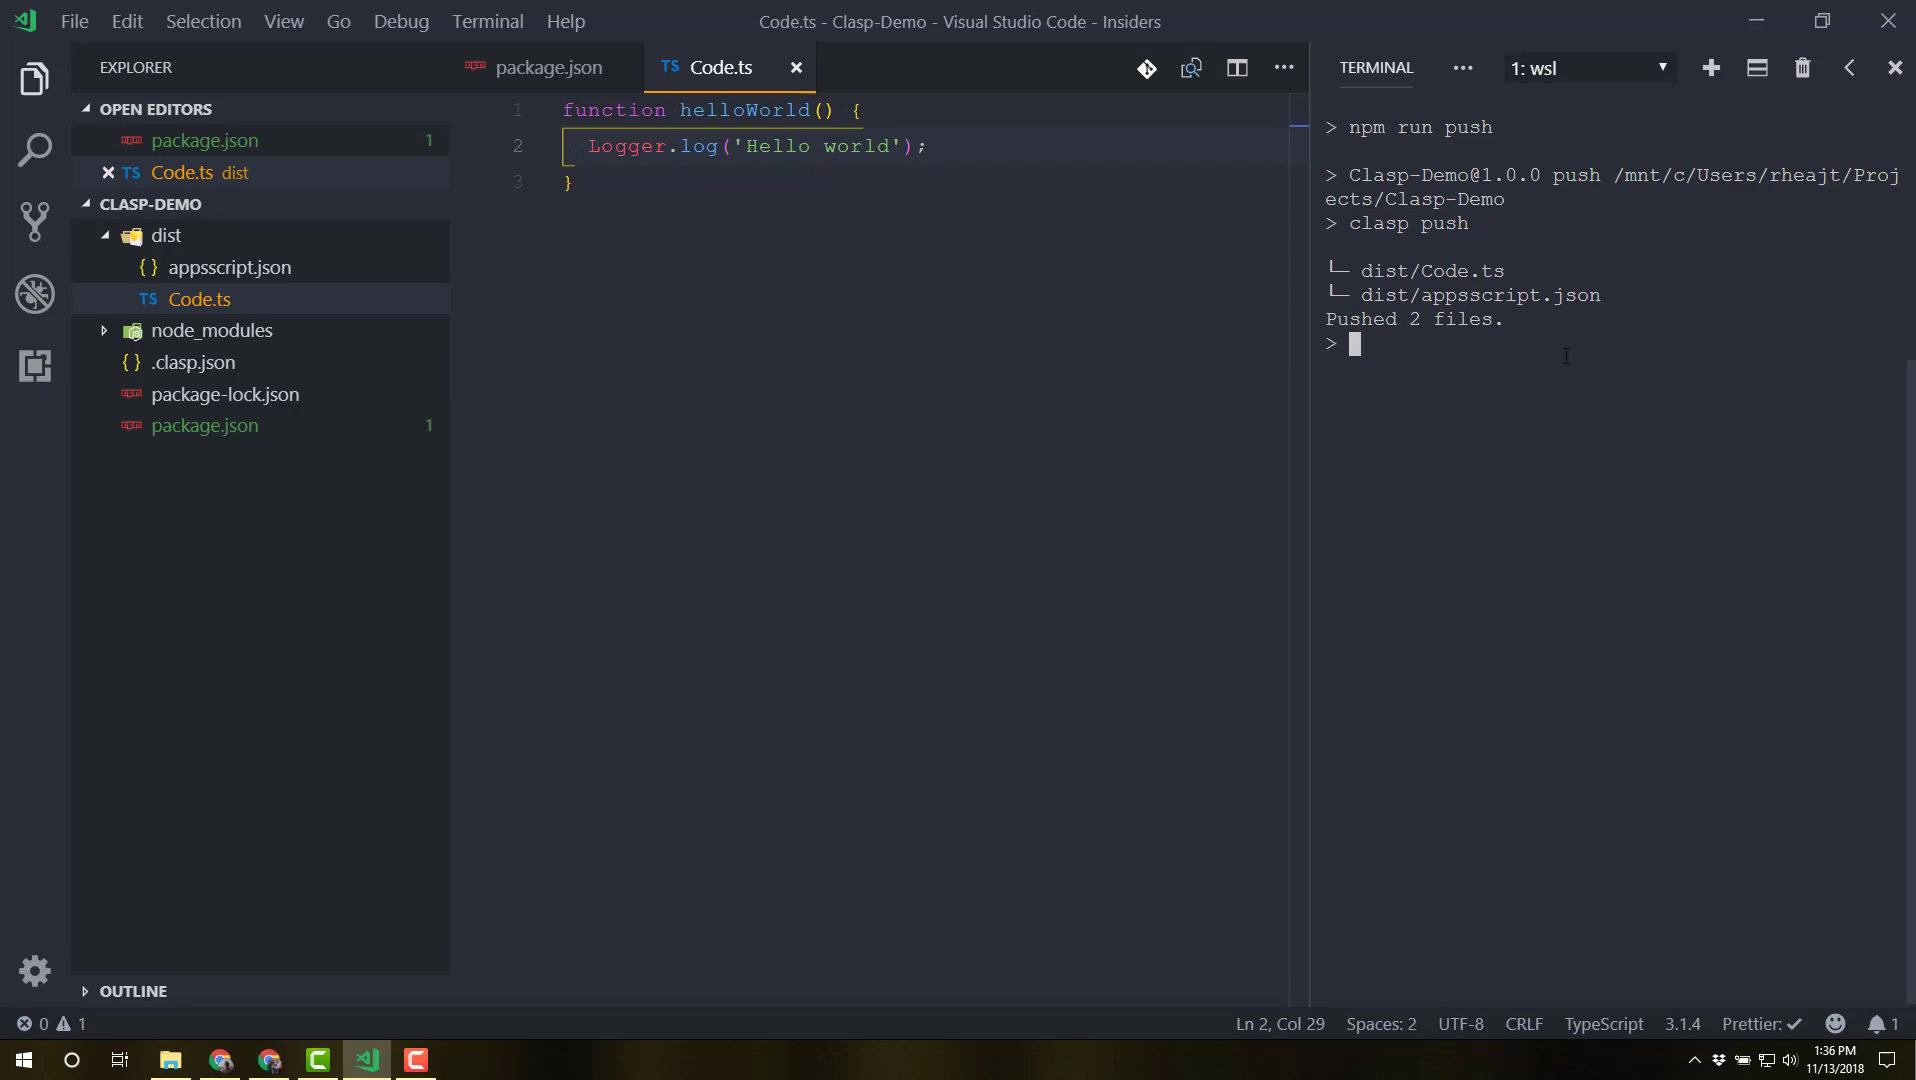 File Edit Selection View Go Debug Terminal Help
Code.ts - Clasp-Demo - Visual Studio Code - Insiders
EXPLORER
OPEN EDITORS
package.json 1
TS Code.ts dist
CLASP-DEMO
dist
{ } appsscript.json
TS Code.ts
node_modules
{ } .clasp.json
package-lock.json
package.json 1
OUTLINE
package.json
TS Code.ts
1 function helloWorld() {
2 Logger.log('Hello world');
3 }
TERMINAL
1: wsl
> npm run push
> Clasp-Demo@1.0.0 push /mnt/c/Users/rheajt/Proj
ects/Clasp-Demo
> clasp push
└─ dist/Code.ts
└─ dist/appsscript.json
Pushed 2 files.
>
0 1
Ln 2, Col 29 Spaces: 2 UTF-8 CRLF TypeScript 3.1.4 Prettier: ✓ 1
1:36 PM
11/13/2018